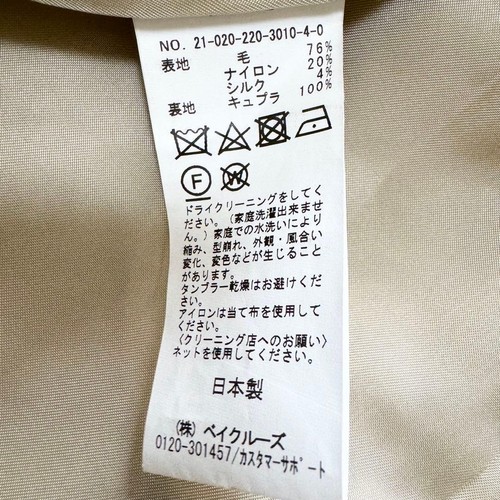 NO. 21-020-220-3010-4-0
表地 毛 76%
ナイロン 20%
シルク 4%
裏地 キュプラ 100%
F W
ドライクリーニングをしてく
ださい。(家庭洗濯出来ませ
ん。)家庭での水洗いにより
縮み、型崩れ、外観・風合い
変化、変色などが生じること
があります。
タンブラー乾燥はお避けくだ
さい。
アイロンは当て布を使用して
ください。
〈クリーニング店へのお願い〉
ネットを使用してください。
日本製
(株) ベイクルーズ
0120-301457/カスタマーサポート